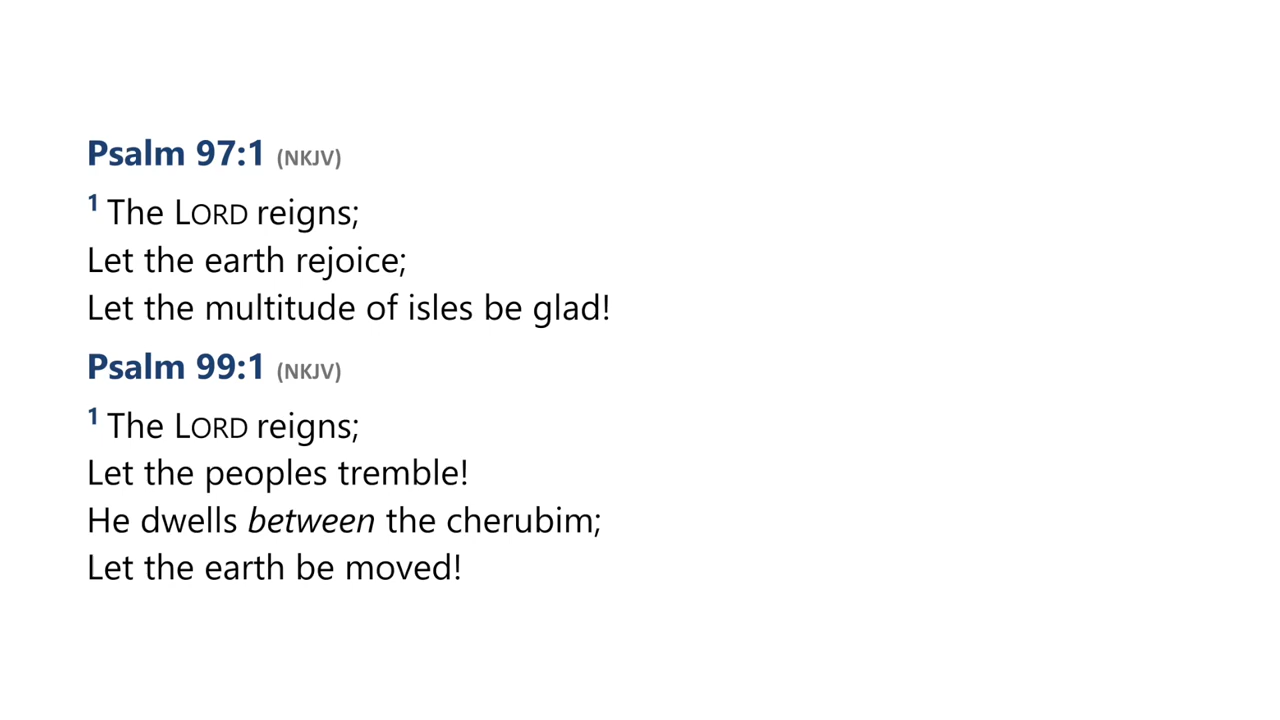 Psalm 97:1 (NKJV)
1 The LORD reigns;
Let the earth rejoice;
Let the multitude of isles be glad!
Psalm 99:1 (NKJV)
1 The LORD reigns;
Let the peoples tremble!
He dwells between the cherubim;
Let the earth be moved!